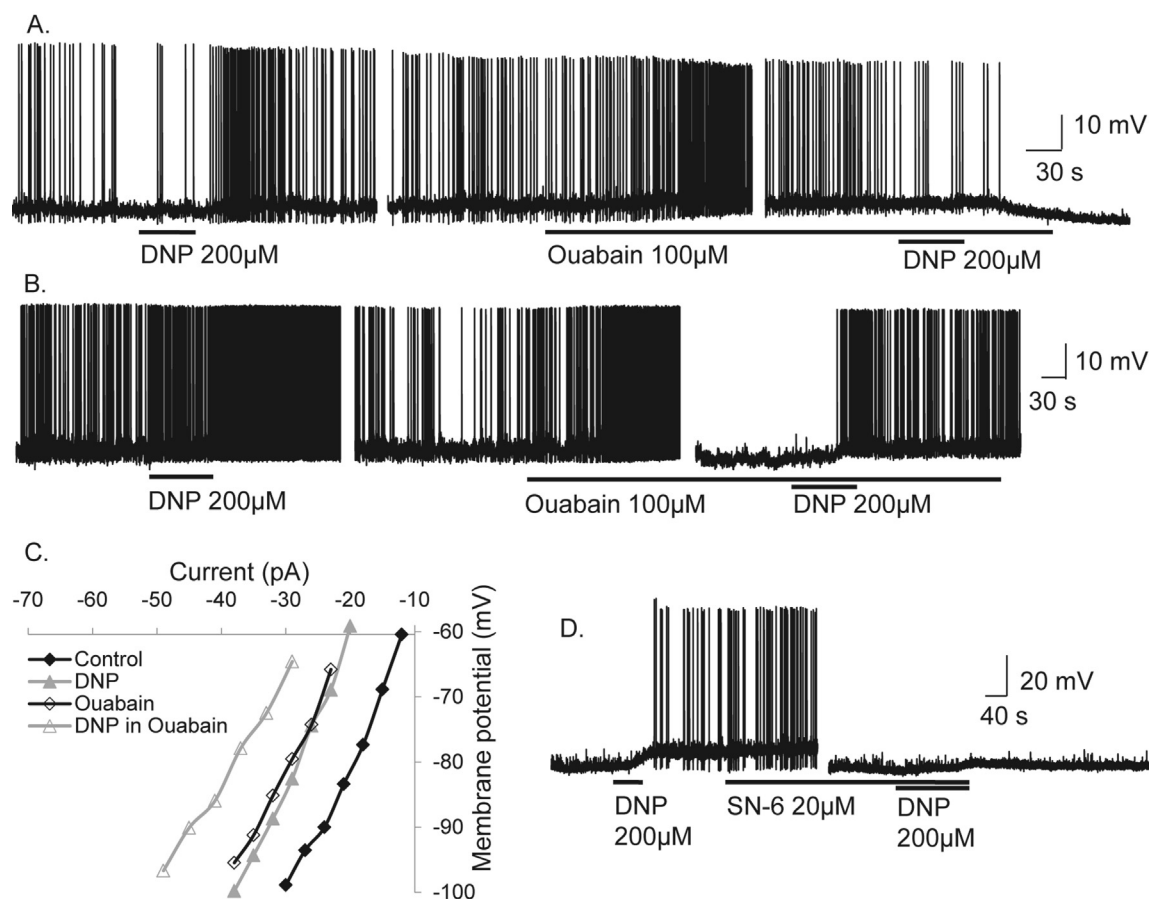 A.
10 mV
30 s
DNP 200µM
Ouabain 100µM
DNP 200µM
B.
10 mV
30 s
DNP 200µM
Ouabain 100µM
DNP 200µM
C.
Current (pA)
-70 -60 -50 -40 -30 -20 -10
Membrane potential (mV)
-60
-70
-80
-90
-100
Control
DNP
Ouabain
DNP in Ouabain
D.
20 mV
40 s
DNP
200µM
SN-6 20µM
DNP
200µM